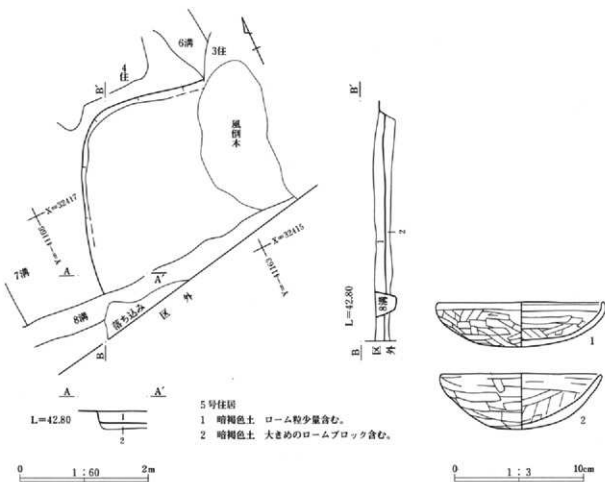 6溝
3住
4住
B'
B'
風倒木
X=32417
Y=-41166
X=32415
Y=-41163
7溝
A
A'
8溝
落ち込み
区外
B
1
2
8溝
L=42.80
B
区外
1
2
A
A'
L=42.80
1
2
5号住居
1 暗褐色土 ローム粒少量含む。
2 暗褐色土 大きめのロームブロック含む。
0 1:60 2m
0 1:3 10cm